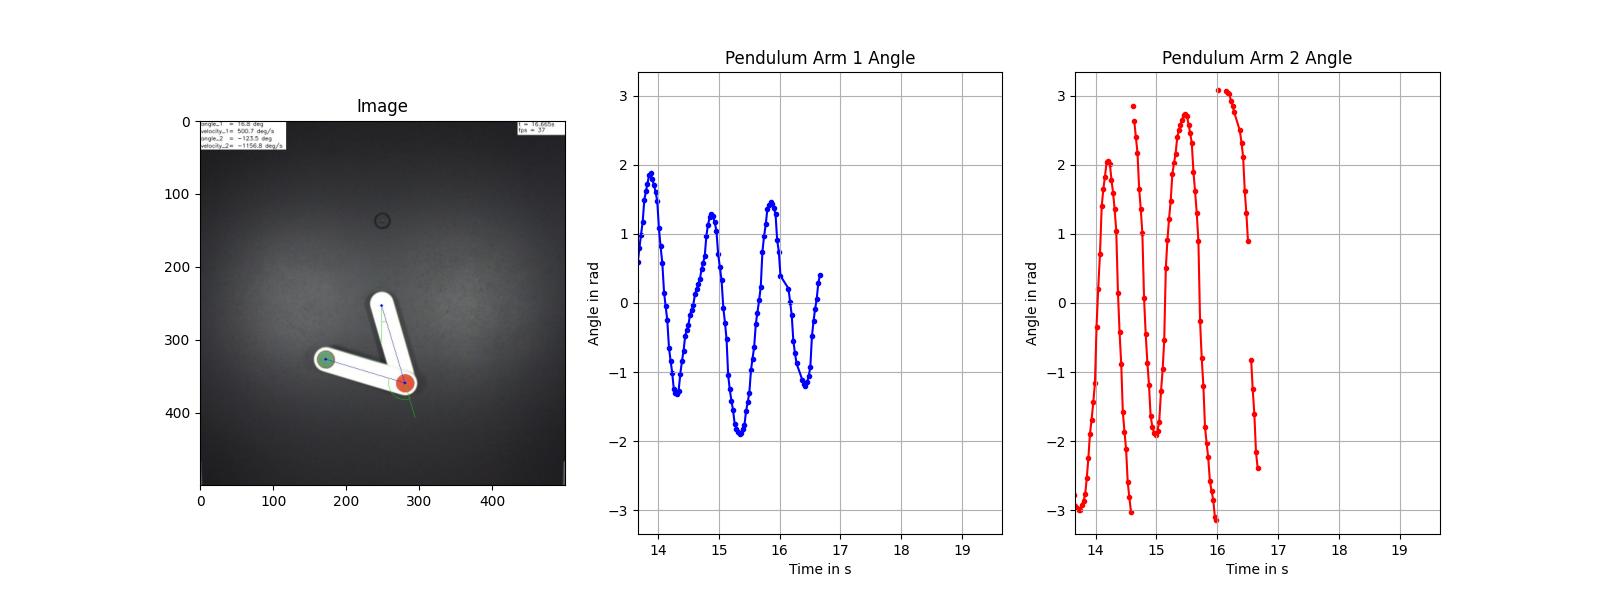 Image
angle_1 = 16.8 deg
velocity_1= 500.7 deg/s
angle_2 = -123.5 deg
velocity_2= -1156.8 deg/s
t = 16.665s
fps = 37
0
100
200
300
400
0 100 200 300 400
Pendulum Arm 1 Angle
Angle in rad
3
2
1
0
−1
−2
−3
14 15 16 17 18 19
Time in s
Pendulum Arm 2 Angle
Angle in rad
3
2
1
0
−1
−2
−3
14 15 16 17 18 19
Time in s